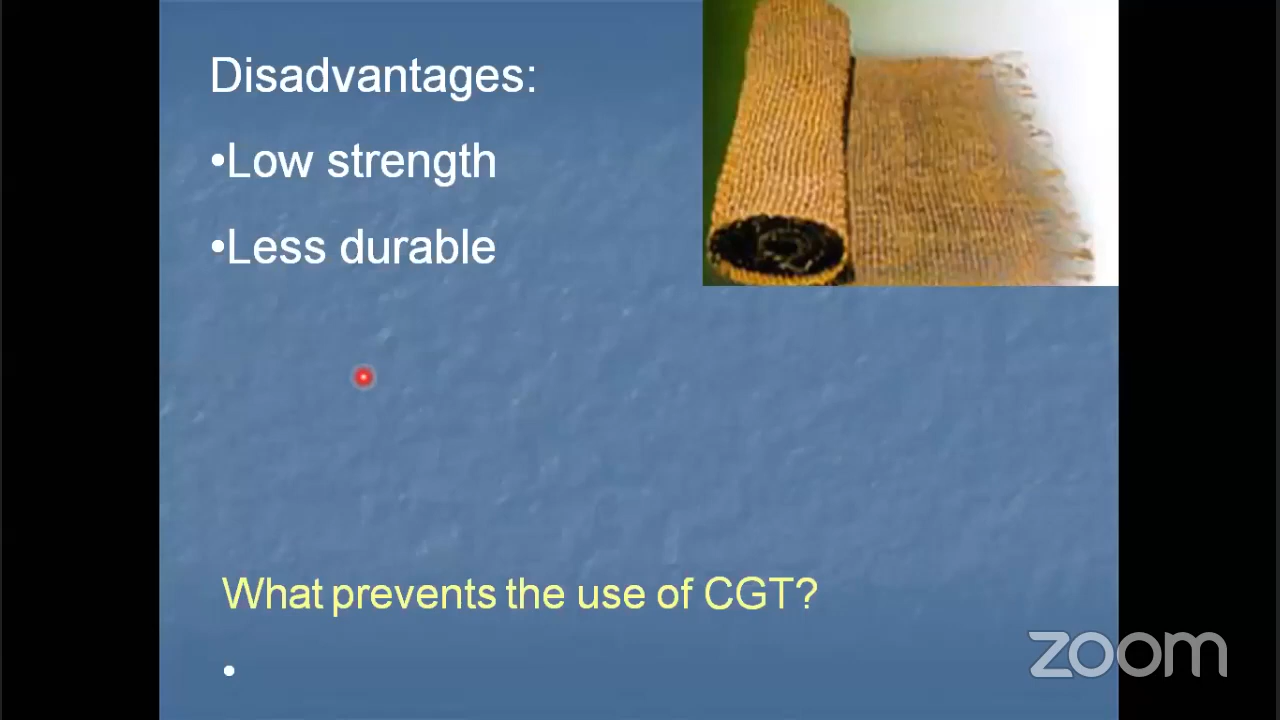 Disadvantages:
•Low strength
•Less durable
What prevents the use of CGT?
•
zoom